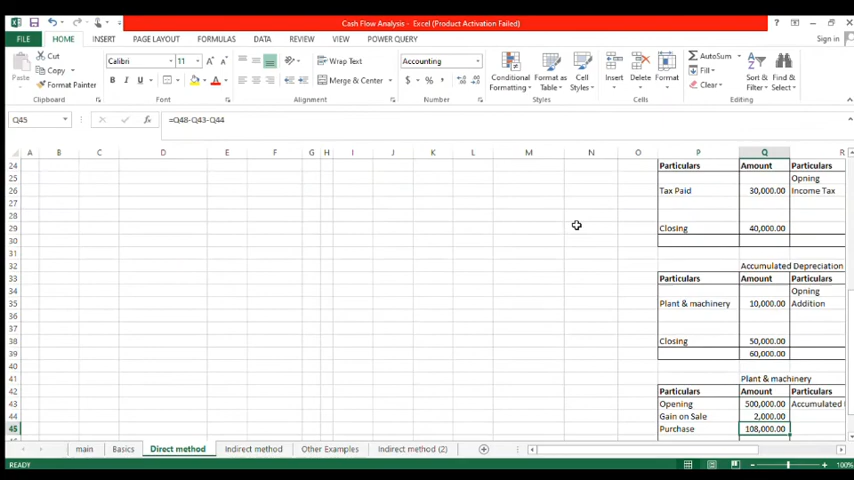 Cash Flow Analysis - Excel (Product Activation Failed)
FILE HOME INSERT PAGE LAYOUT FORMULAS DATA REVIEW VIEW POWER QUERY Sign in
Cut
Copy
Format Painter
Paste
Calibri 11
B I U
Wrap Text
Merge & Center
Accounting
$ % ,
Conditional Formatting
Format as Table
Cell Styles
Insert Delete Format
AutoSum
Fill
Clear
Sort & Filter
Find & Select
Clipboard Font Alignment Number Styles Cells Editing
Q45 =Q48-Q43-Q44
A B C D E F G H I J K L M N O P Q R
24 Particulars Amount Particulars
25 Opning
26 Tax Paid 30,000.00 Income Tax
27
28
29 Closing 40,000.00
30
31
32 Accumulated Depreciation
33 Particulars Amount Particulars
34 Opning
35 Plant & machinery 10,000.00 Addition
36
37
38 Closing 50,000.00
39 60,000.00
40
41 Plant & machinery
42 Particulars Amount Particulars
43 Opening 500,000.00 Accumulated
44 Gain on Sale 2,000.00
45 Purchase 108,000.00
main Basics Direct method Indirect method Other Examples Indirect method (2)
READY 100%